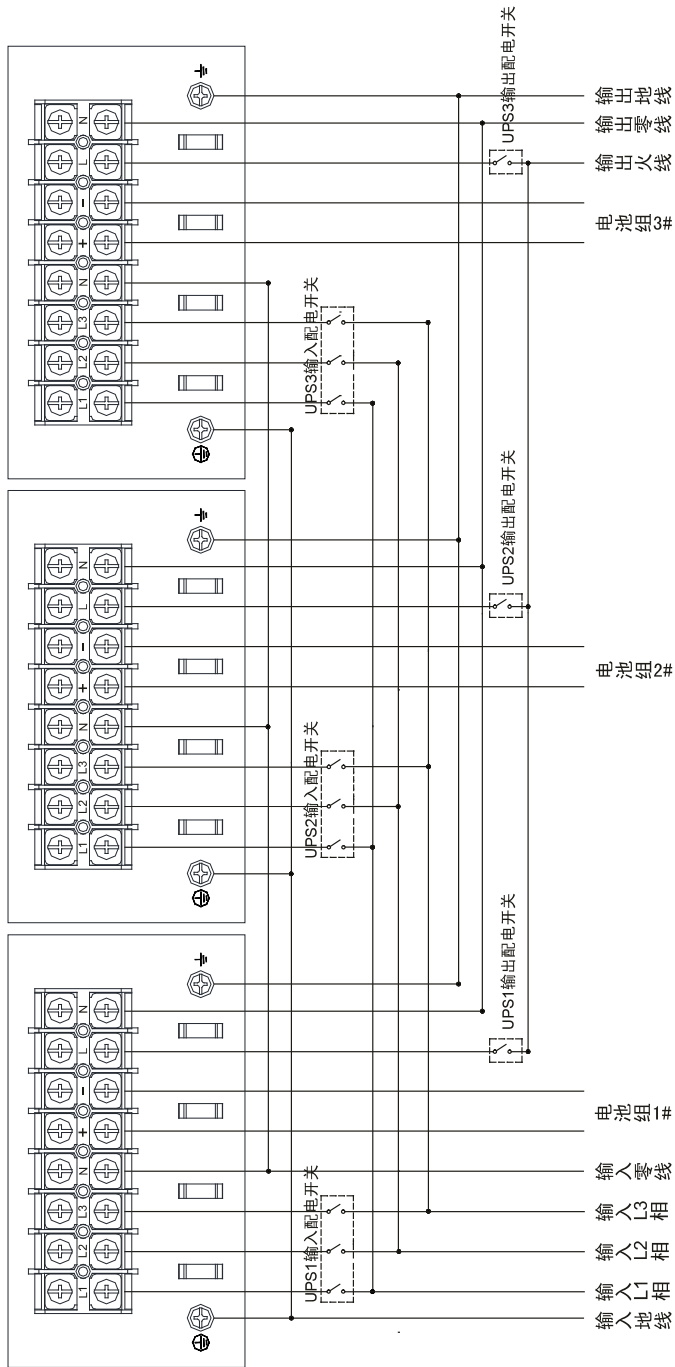 L1 L2 L3 N + - L N
L1 L2 L3 N + - L N
L1 L2 L3 N + - L N
UPS1输入配电开关
UPS2输入配电开关
UPS3输入配电开关
UPS1输出配电开关
UPS2输出配电开关
UPS3输出配电开关
输入地线
输入L1相
输入L2相
输入L3相
输入零线
电池组1#
电池组2#
电池组3#
输出火线
输出零线
输出地线